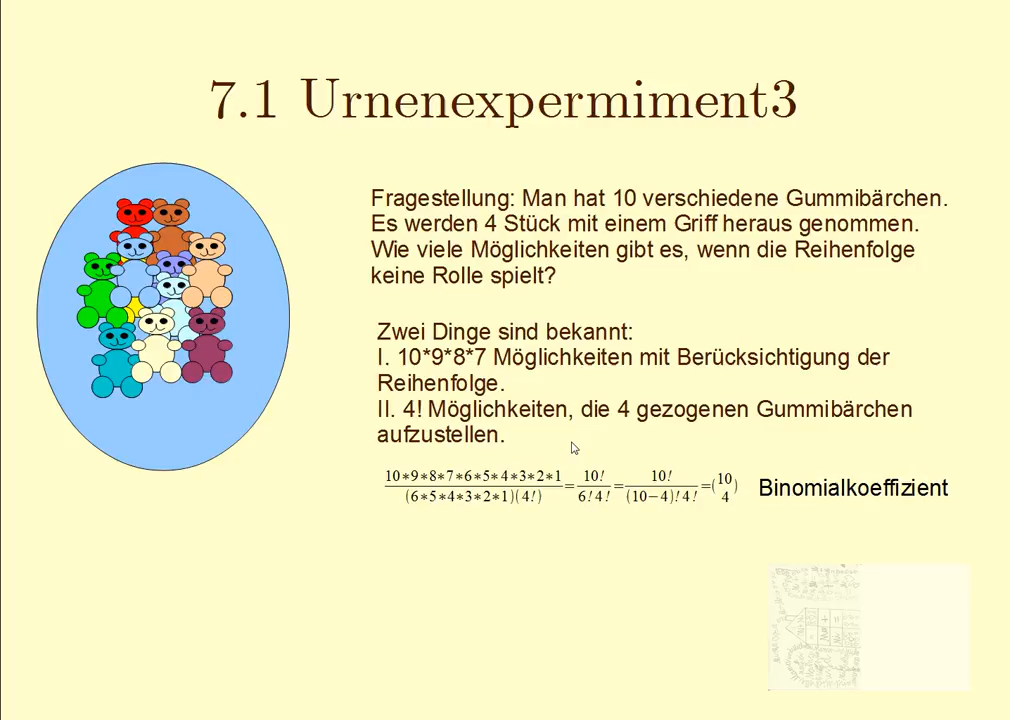 7.1 Urnenexpermiment3
Fragestellung: Man hat 10 verschiedene Gummibärchen.
Es werden 4 Stück mit einem Griff heraus genommen.
Wie viele Möglichkeiten gibt es, wenn die Reihenfolge
keine Rolle spielt?
Zwei Dinge sind bekannt:
I. 10*9*8*7 Möglichkeiten mit Berücksichtigung der
Reihenfolge.
II. 4! Möglichkeiten, die 4 gezogenen Gummibärchen
aufzustellen.
10∗9∗8∗7∗6∗5∗4∗3∗2∗1/(6∗5∗4∗3∗2∗1)(4!) = 10!/6!4! = 10!/(10−4)!4! = (10 4) Binomialkoeffizient